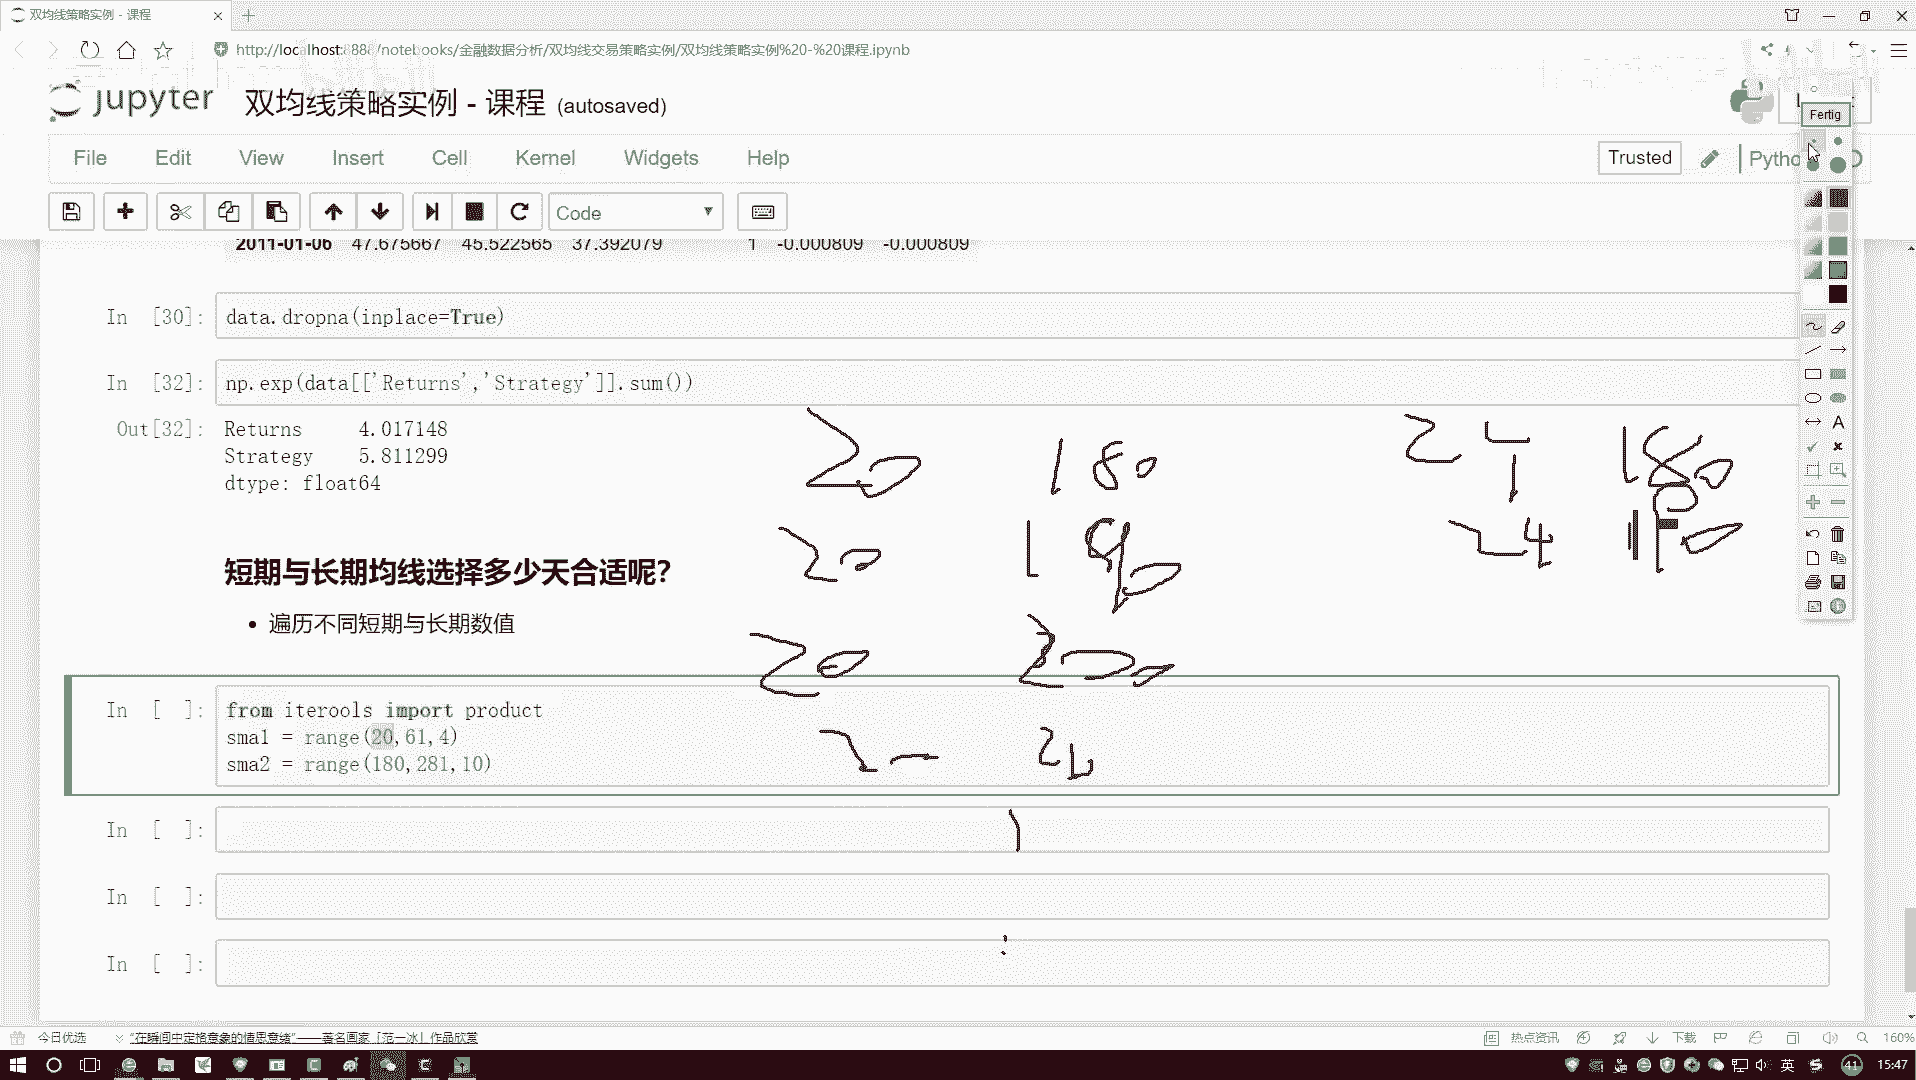 双均线策略实例 - 课程
http://localhost:8888/notebooks/金融数据分析/双均线交易策略实例/双均线策略实例%20-%20课程.ipynb
jupyter 双均线策略实例 - 课程 (autosaved)
Fertig
File Edit View Insert Cell Kernel Widgets Help
Trusted
Code
2011-01-06 47.675667 45.522565 37.392079 1 -0.000809 -0.000809
In [30]: data.dropna(inplace=True)
In [32]: np.exp(data[['Returns','Strategy']].sum())
Out[32]: Returns 4.017148
Strategy 5.811299
dtype: float64
20 180 24 180
20 190 24
短期与长期均线选择多少天合适呢?
• 遍历不同短期与长期数值
20 200
In [ ]: from iterools import product
sma1 = range(20,61,4)
sma2 = range(180,281,10)
In [ ]:
In [ ]:
In [ ]:
今日优选 “在瞬间中定格意象的情思意绪”——著名画家「范一冰」作品欣赏 热点资讯 下载 160%
英 41 15:47